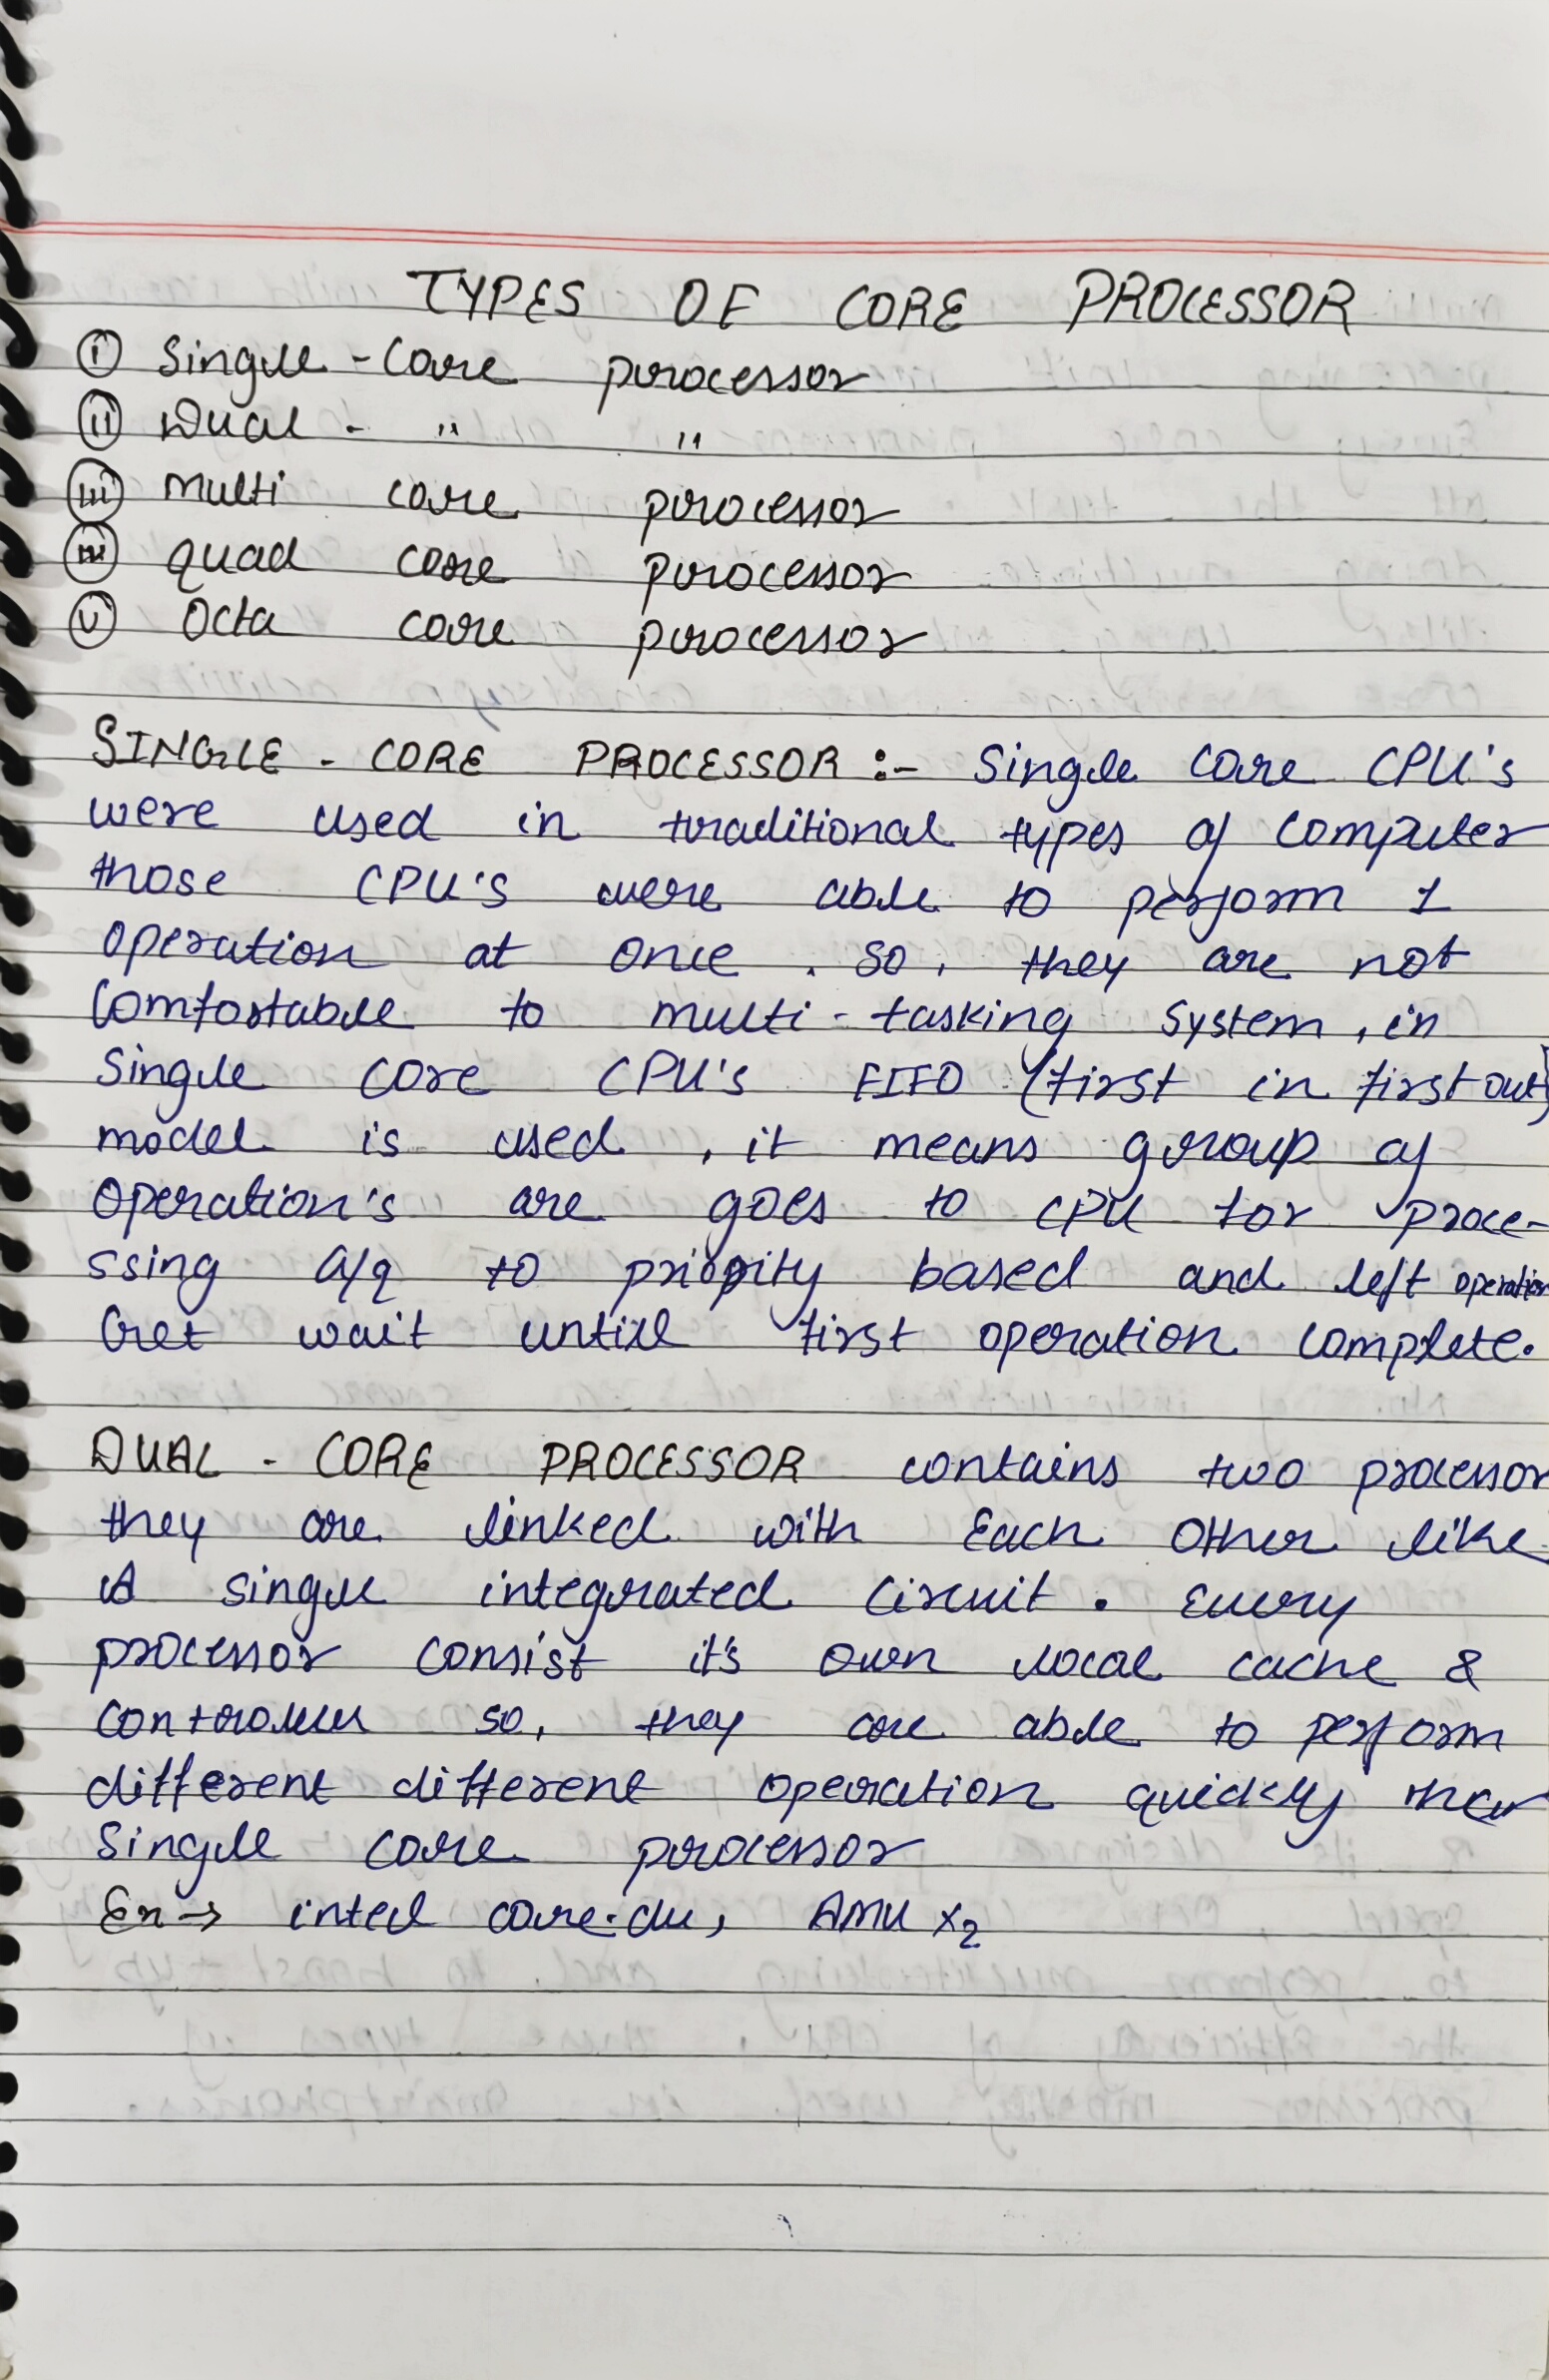 TYPES OF CORE PROCESSOR
(i) Single - Core processor
(ii) Dual - " "
(iii) Multi core processor
(iv) quad core processor
(v) Octa core processor
SINGLE - CORE PROCESSOR :- Single core CPU's
were used in traditional types of computer
those CPU's were able to perform 1
operation at once . So , they are not
Comfortable to multi - tasking system , in
Single core CPU's FIFO (first in first out)
model is used , it means group of
operation's are goes to CPU for proce-
ssing a/q to priority based and left operation
Get wait untill first operation complete.
DUAL - CORE PROCESSOR contains two processor
they are linked with Each other like
A single integrated Circuit . Every
processor consist it's own local cache &
controller so, they are able to perform
different different operation quickly than
Single core processor
Ex → intel core-du, AMU x2